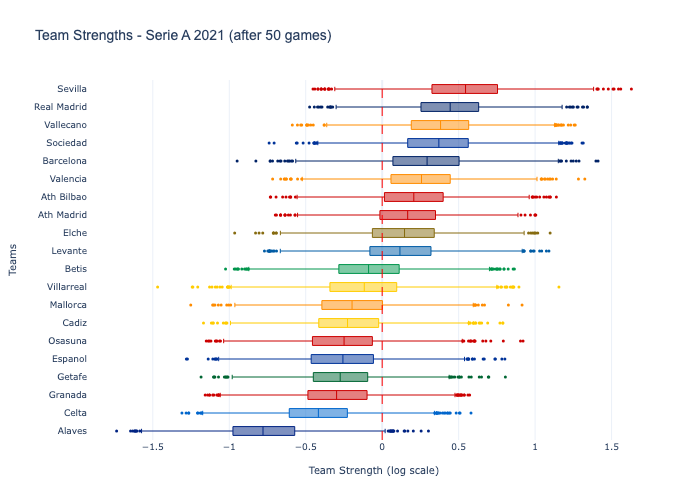 Team Strengths - Serie A 2021 (after 50 games)
Sevilla
Real Madrid
Vallecano
Sociedad
Barcelona
Valencia
Ath Bilbao
Ath Madrid
Elche
Levante
Betis
Villarreal
Mallorca
Cadiz
Osasuna
Espanol
Getafe
Granada
Celta
Alaves
Teams
−1.5 −1 −0.5 0 0.5 1 1.5
Team Strength (log scale)